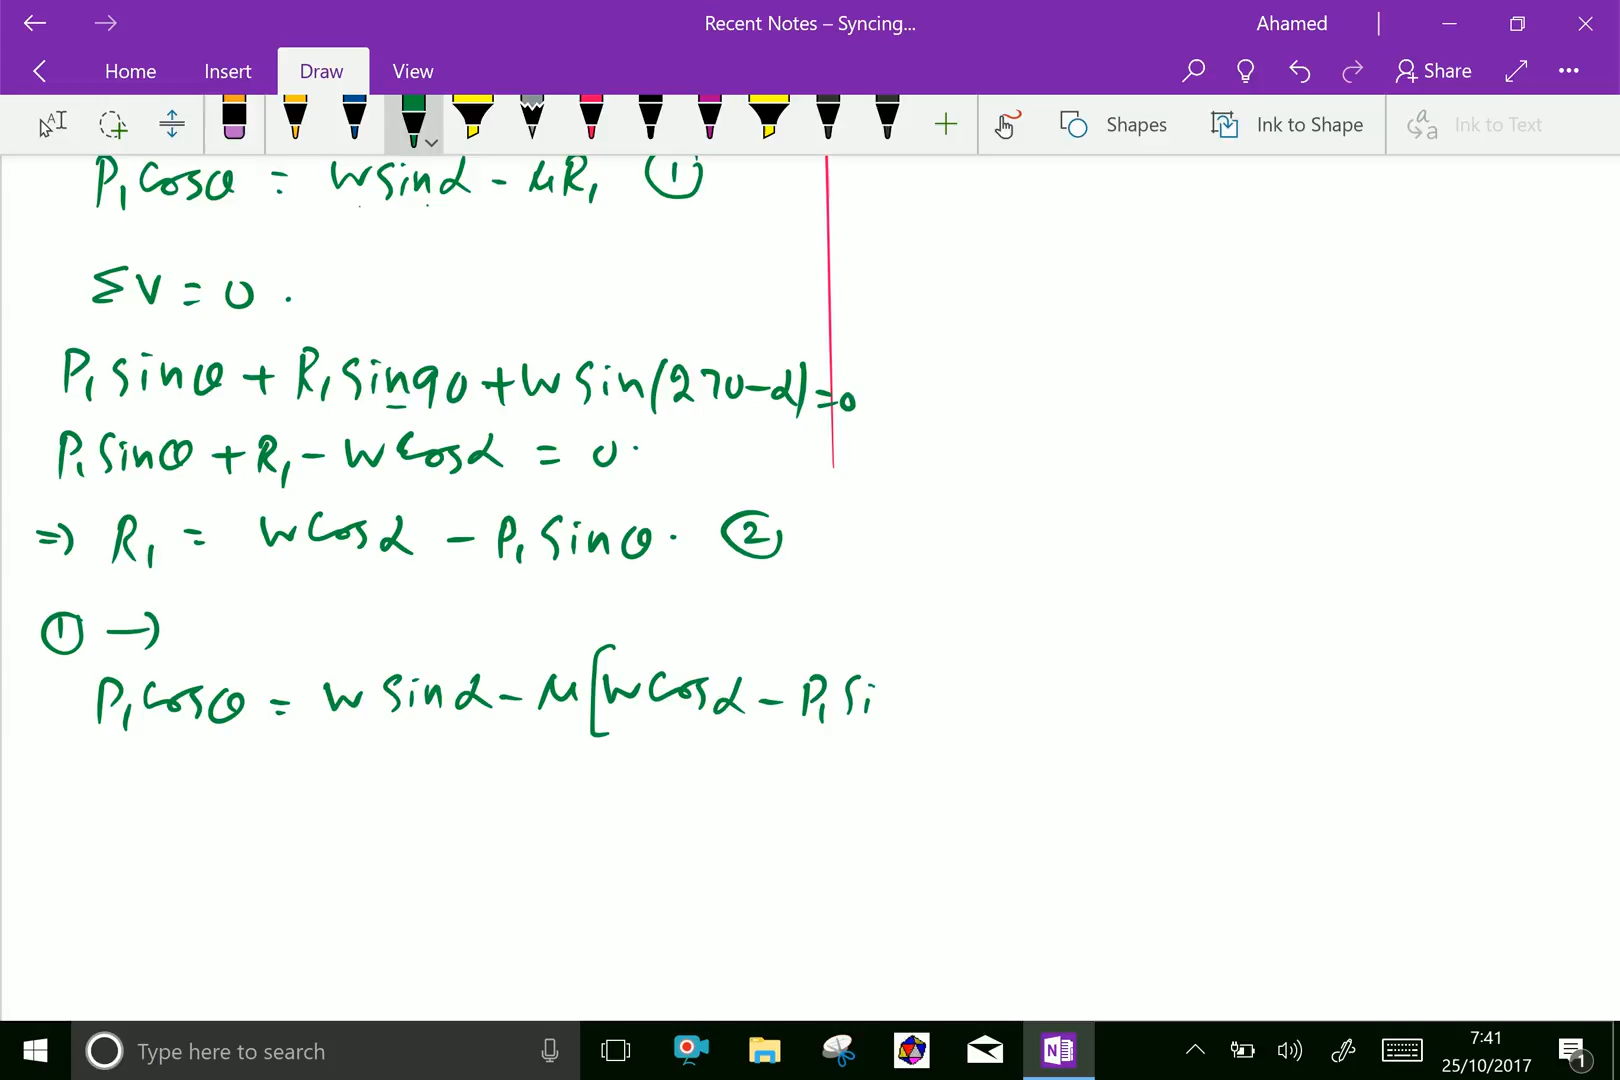 Recent Notes – Syncing...
Ahamed
Home Insert Draw View
Share
Shapes
Ink to Shape
Ink to Text
P₁ cosθ = w sinα - μR₁ ①
ΣV = 0 .
P₁ sinθ + R₁ sin90 + w sin(270-α) = 0
P₁ sinθ + R₁ - w cosα = 0.
=> R₁ = w cosα - P₁ sinθ. ②
① →
P₁ cosθ = w sinα - μ[w cosα - P₁ si
Type here to search
7:41
25/10/2017
1